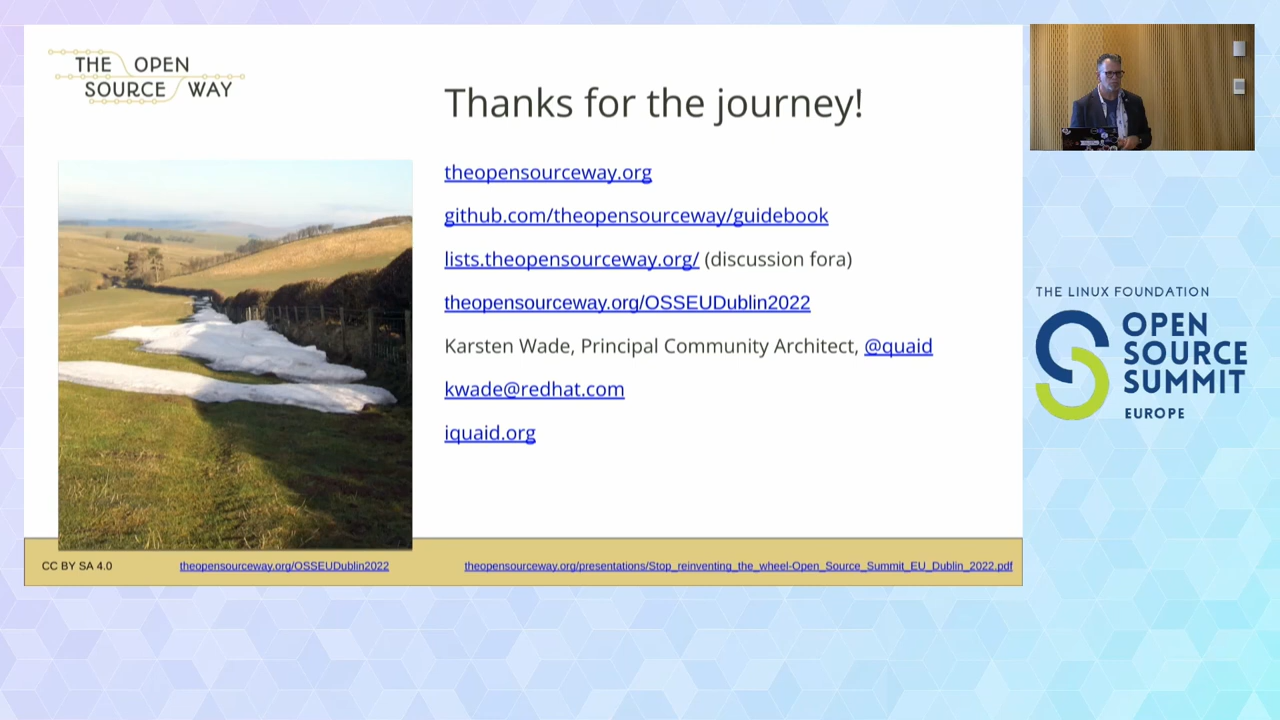 THE OPEN
SOURCE WAY
Thanks for the journey!
theopensourceway.org
github.com/theopensourceway/guidebook
lists.theopensourceway.org/ (discussion fora)
theopensourceway.org/OSSEUDublin2022
Karsten Wade, Principal Community Architect, @quaid
kwade@redhat.com
iquaid.org
CC BY SA 4.0
theopensourceway.org/OSSEUDublin2022
theopensourceway.org/presentations/Stop_reinventing_the_wheel-Open_Source_Summit_EU_Dublin_2022.pdf
THE LINUX FOUNDATION
OPEN
SOURCE
SUMMIT
EUROPE